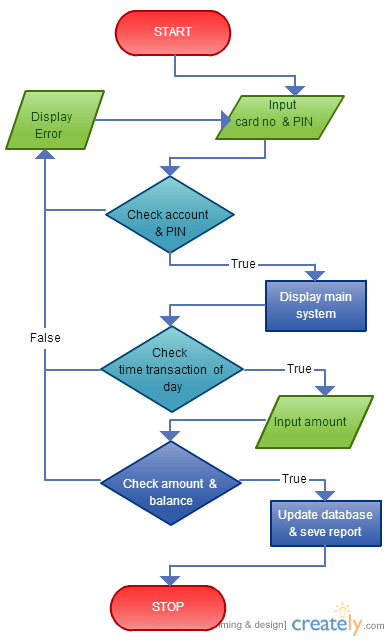 START
Display
Error
Input
card no & PIN
Check account
& PIN
True
Display main
system
False
Check
time transaction of
day
True
Input amount
Check amount &
balance
True
Update database
& seve report
STOP
ming & design]
creately.com